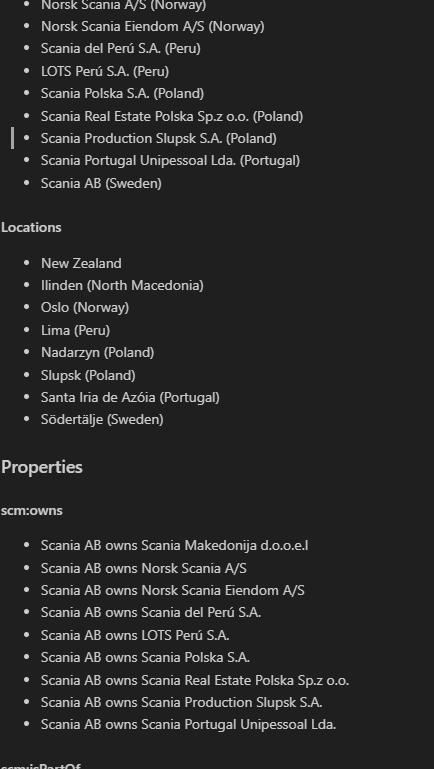 Norsk Scania A/S (Norway)
Norsk Scania Eiendom A/S (Norway)
Scania del Perú S.A. (Peru)
LOTS Perú S.A. (Peru)
Scania Polska S.A. (Poland)
Scania Real Estate Polska Sp.z o.o. (Poland)
Scania Production Slupsk S.A. (Poland)
Scania Portugal Unipessoal Lda. (Portugal)
Scania AB (Sweden)
Locations
New Zealand
Ilinden (North Macedonia)
Oslo (Norway)
Lima (Peru)
Nadarzyn (Poland)
Slupsk (Poland)
Santa Iria de Azóia (Portugal)
Södertälje (Sweden)
Properties
scm:owns
Scania AB owns Scania Makedonija d.o.o.e.l
Scania AB owns Norsk Scania A/S
Scania AB owns Norsk Scania Eiendom A/S
Scania AB owns Scania del Perú S.A.
Scania AB owns LOTS Perú S.A.
Scania AB owns Scania Polska S.A.
Scania AB owns Scania Real Estate Polska Sp.z o.o.
Scania AB owns Scania Production Slupsk S.A.
Scania AB owns Scania Portugal Unipessoal Lda.
scm:isPartOf